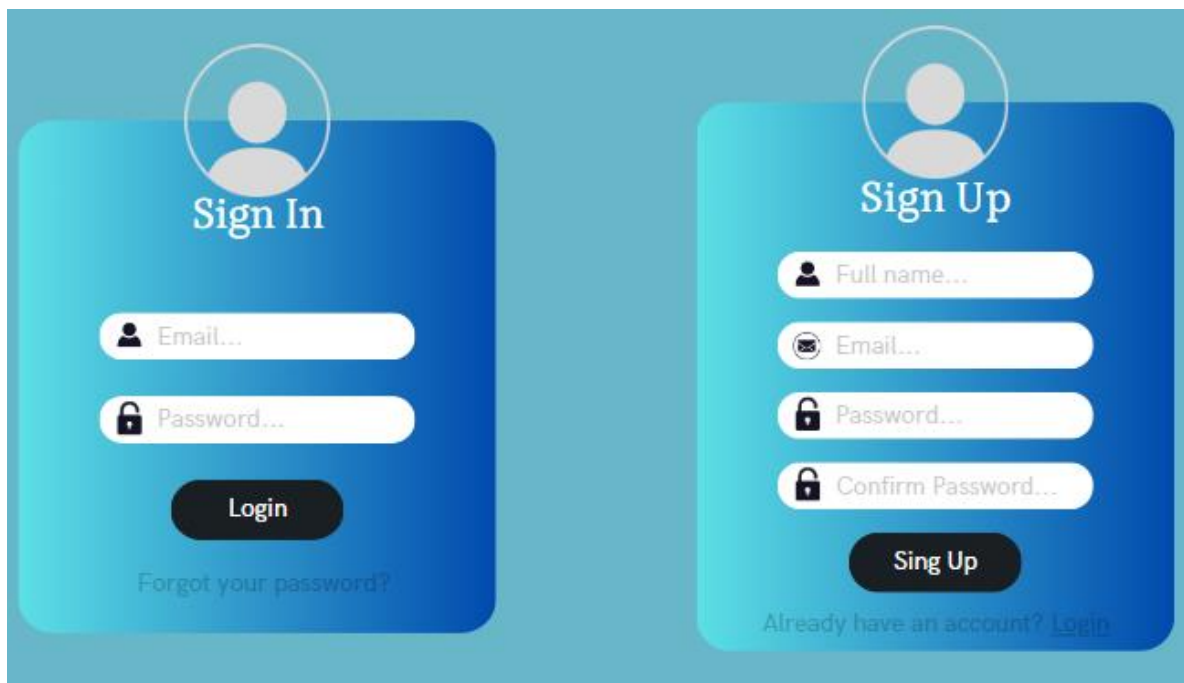 Sign In
Email...
Password...
Login
Forgot your password?
Sign Up
Full name...
Email...
Password...
Confirm Password...
Sing Up
Already have an account? Login